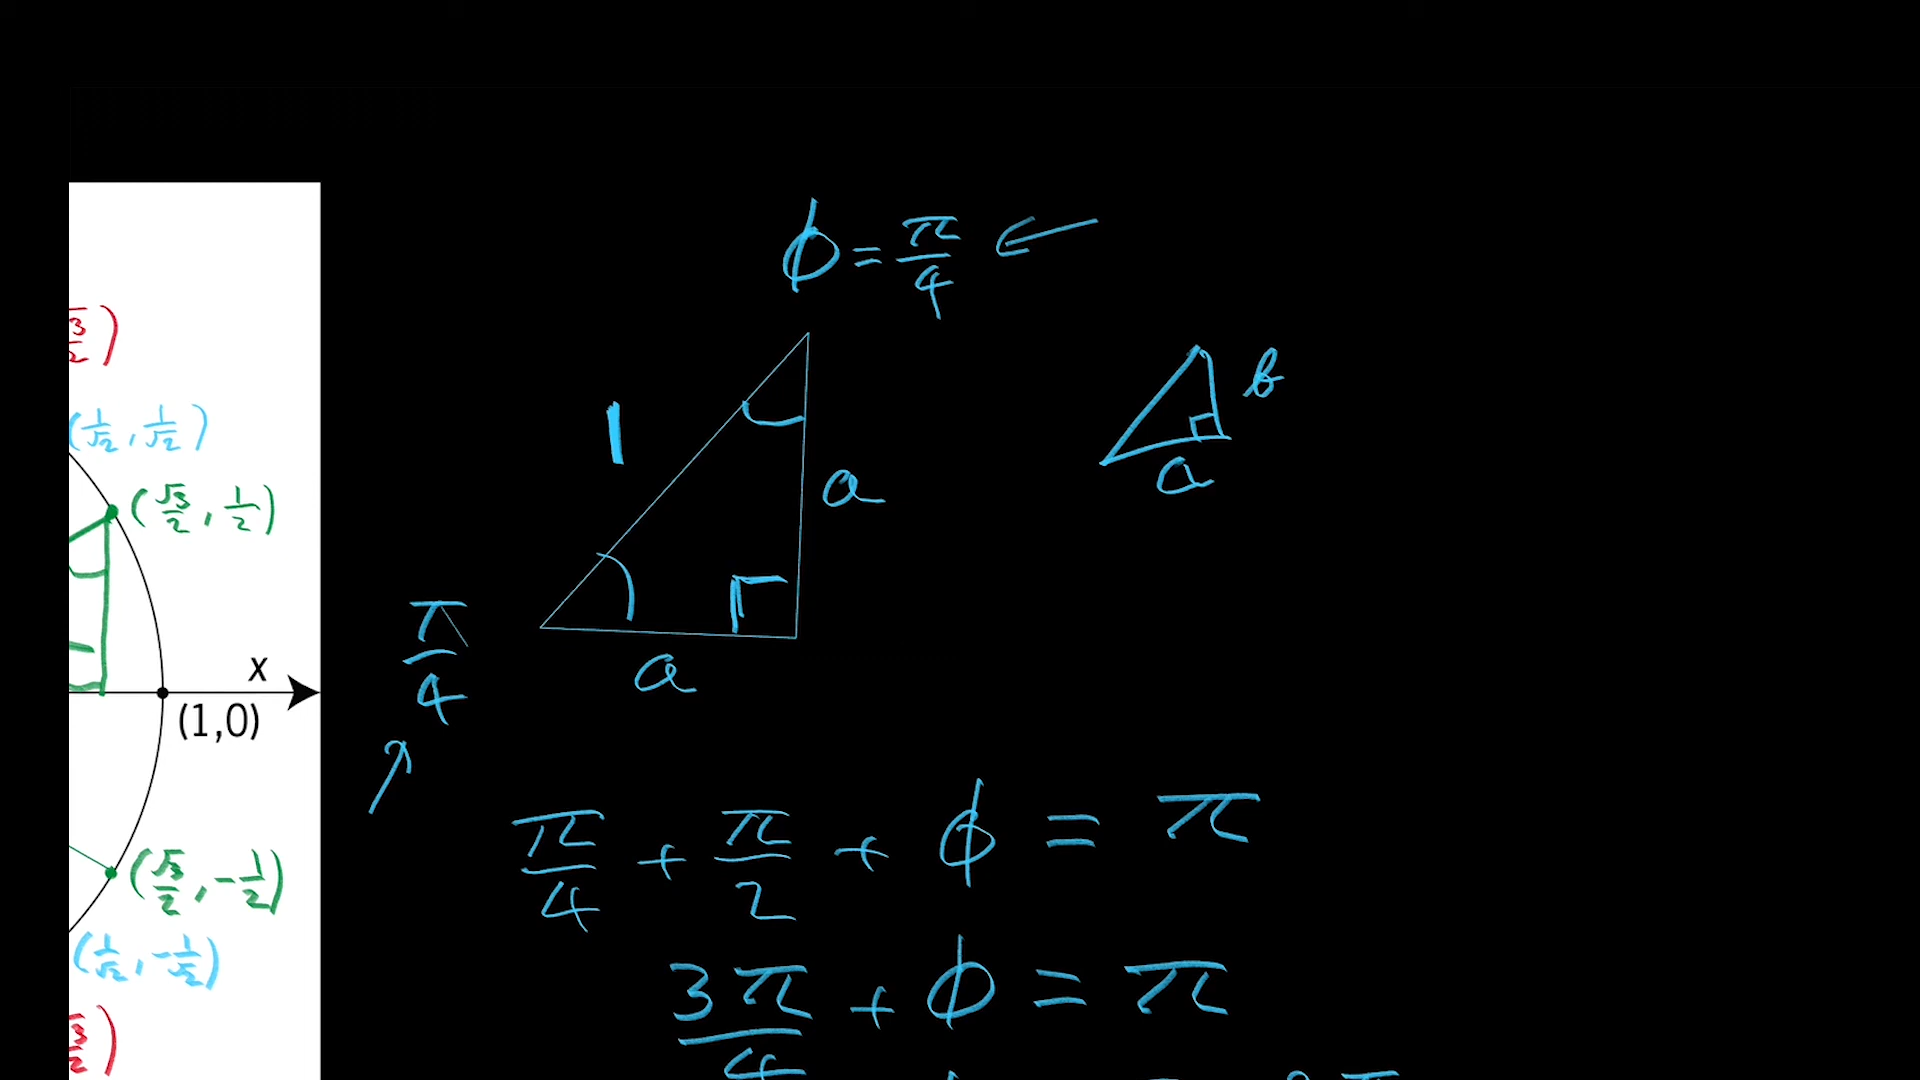 ϕ = π/4
√3/2)
(1/√2, 1/√2)
1
b
a
a
(√3/2, 1/2)
π/4
a
x
(1,0)
π/4 + π/2 + ϕ = π
(√3/2, -1/2)
(1/√2, -1/√2)
3π/4 + ϕ = π
√3/2)